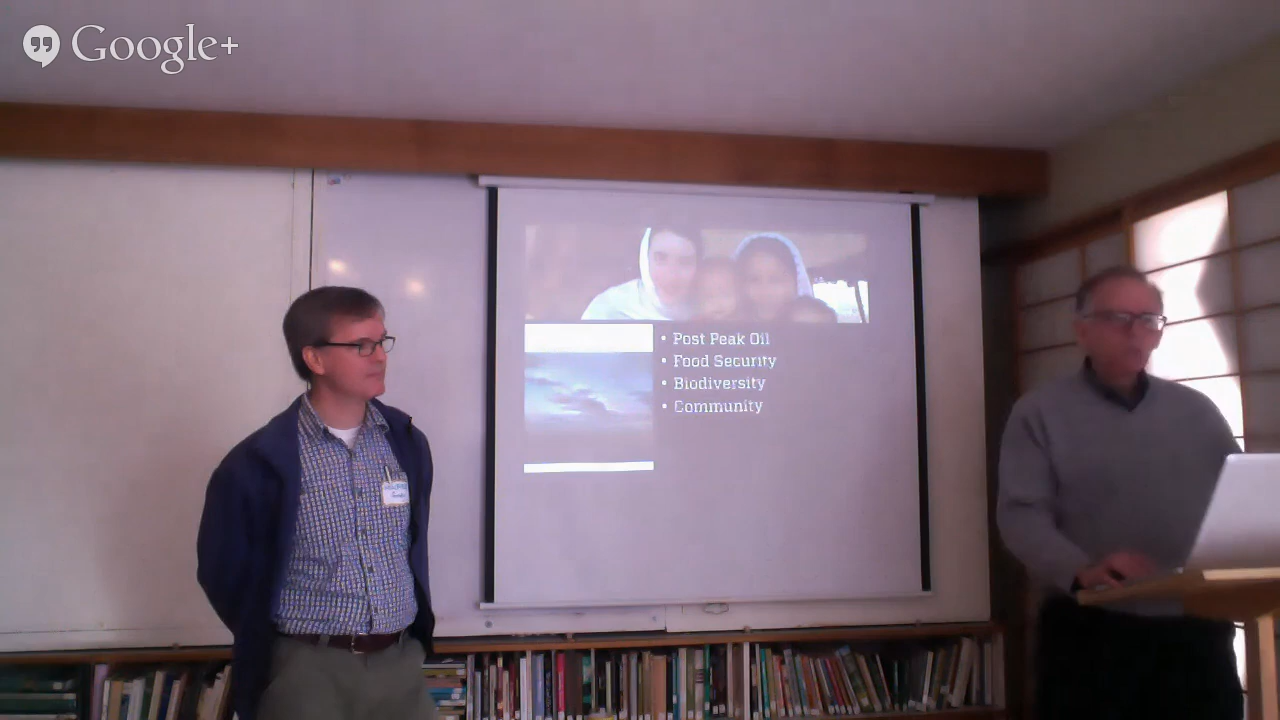 Google+
• Post Peak Oil
• Food Security
• Biodiversity
• Community